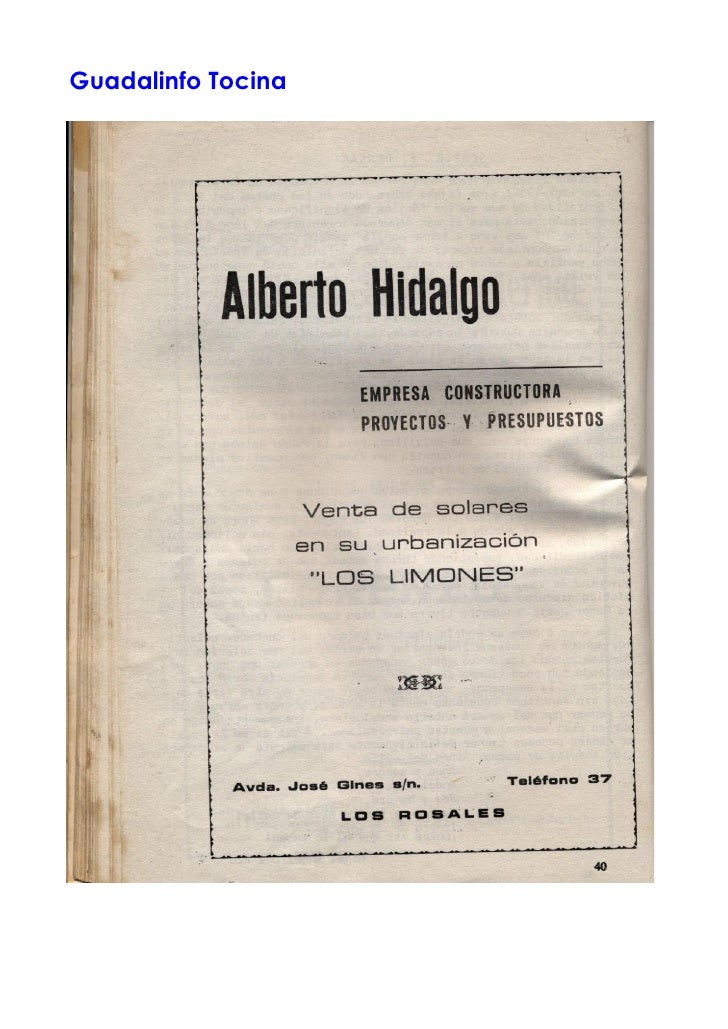 Guadalinfo Tocina
Alberto Hidalgo
EMPRESA CONSTRUCTORA
PROYECTOS Y PRESUPUESTOS
Venta de solares
en su urbanización
"LOS LIMONES"
Avda. José Gines s/n. Teléfono 37
LOS ROSALES
40